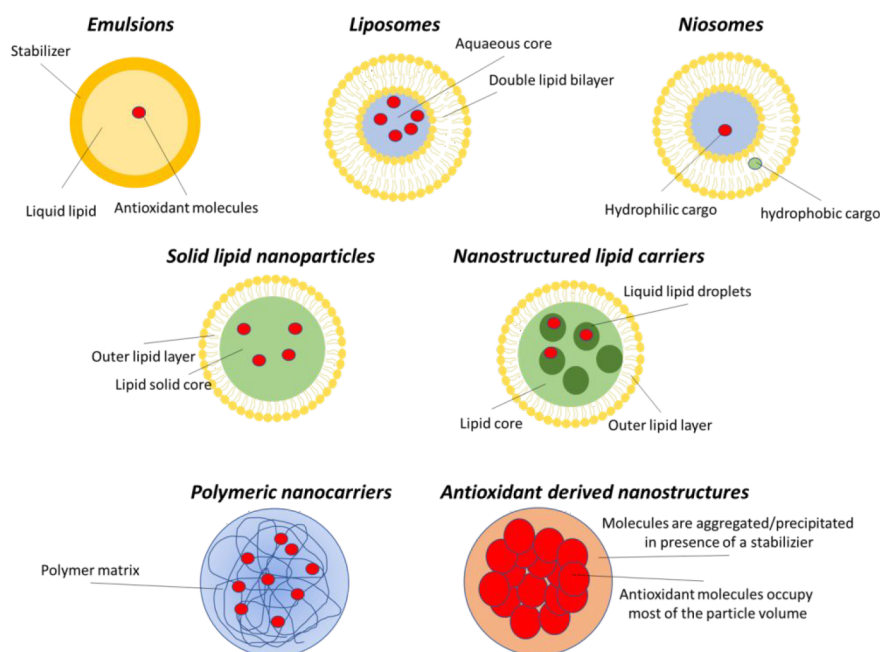 Emulsions
Stabilizer
Liquid lipid
Antioxidant molecules
Liposomes
Aquaeous core
Double lipid bilayer
Niosomes
Hydrophilic cargo
hydrophobic cargo
Solid lipid nanoparticles
Outer lipid layer
Lipid solid core
Nanostructured lipid carriers
Liquid lipid droplets
Lipid core
Outer lipid layer
Polymeric nanocarriers
Polymer matrix
Antioxidant derived nanostructures
Molecules are aggregated/precipitated
in presence of a stabilizier
Antioxidant molecules occupy
most of the particle volume